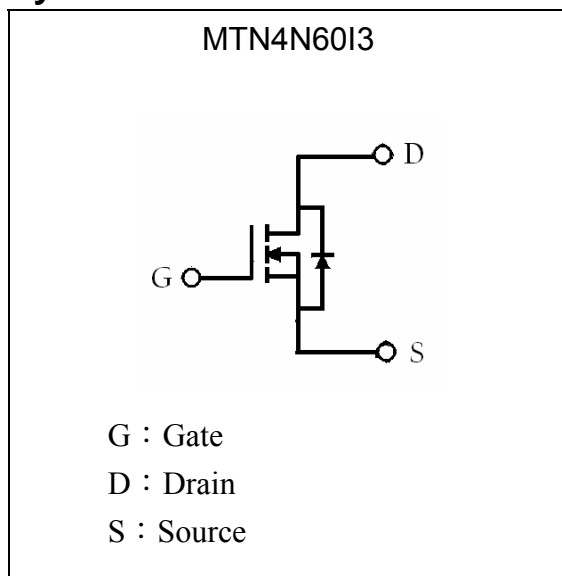 MTN4N60I3
D
G
S
G：Gate
D：Drain
S：Source